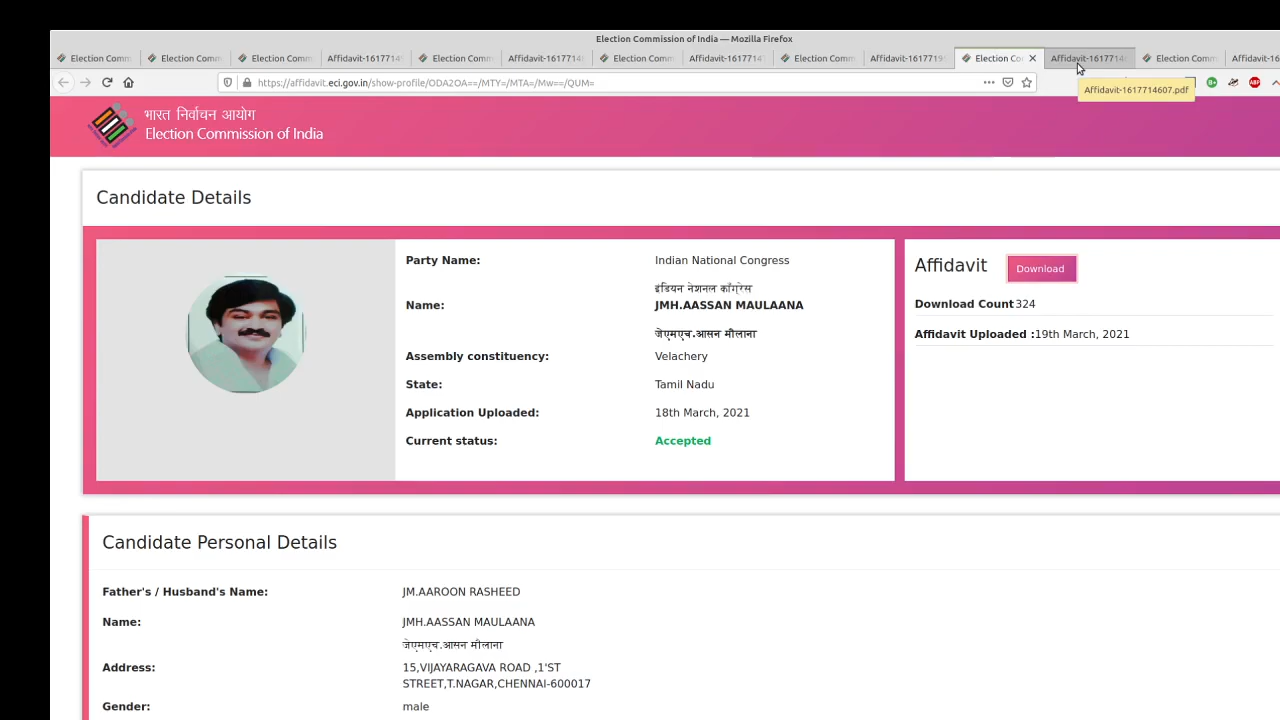 Election Commission of India — Mozilla Firefox
Election Comm Election Comm Election Comm Affidavit-1617714 Election Comm Affidavit-1617714 Election Comm Affidavit-1617714 Election Comm Affidavit-1617719 Election Co Affidavit-161771 Election Comm Affidavit-16
https://affidavit.eci.gov.in/show-profile/ODA2OA==/MTY=/MTA=/Mw==/QUM=
Affidavit-1617714607.pdf
भारत निर्वाचन आयोग
Election Commission of India
Candidate Details
Party Name: Indian National Congress
इंडियन नेशनल काँग्रेस
Name: JMH.AASSAN MAULAANA
जेएमएच.आसन मौलाना
Assembly constituency: Velachery
State: Tamil Nadu
Application Uploaded: 18th March, 2021
Current status: Accepted
Affidavit Download
Download Count 324
Affidavit Uploaded : 19th March, 2021
Candidate Personal Details
Father's / Husband's Name: JM.AAROON RASHEED
Name: JMH.AASSAN MAULAANA
जेएमएच.आसन मौलाना
Address: 15,VIJAYARAGAVA ROAD ,1'ST
STREET,T.NAGAR,CHENNAI-600017
Gender: male